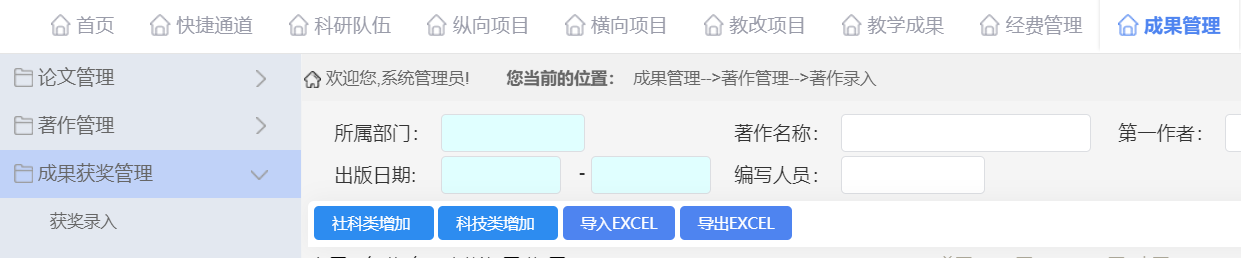 首页 快捷通道 科研队伍 纵向项目 横向项目 教改项目 教学成果 经费管理 成果管理
论文管理
著作管理
成果获奖管理
获奖录入
欢迎您,系统管理员! 您当前的位置: 成果管理-->著作管理-->著作录入
所属部门: 著作名称: 第一作者:
出版日期: - 编写人员:
社科类增加 科技类增加 导入EXCEL 导出EXCEL